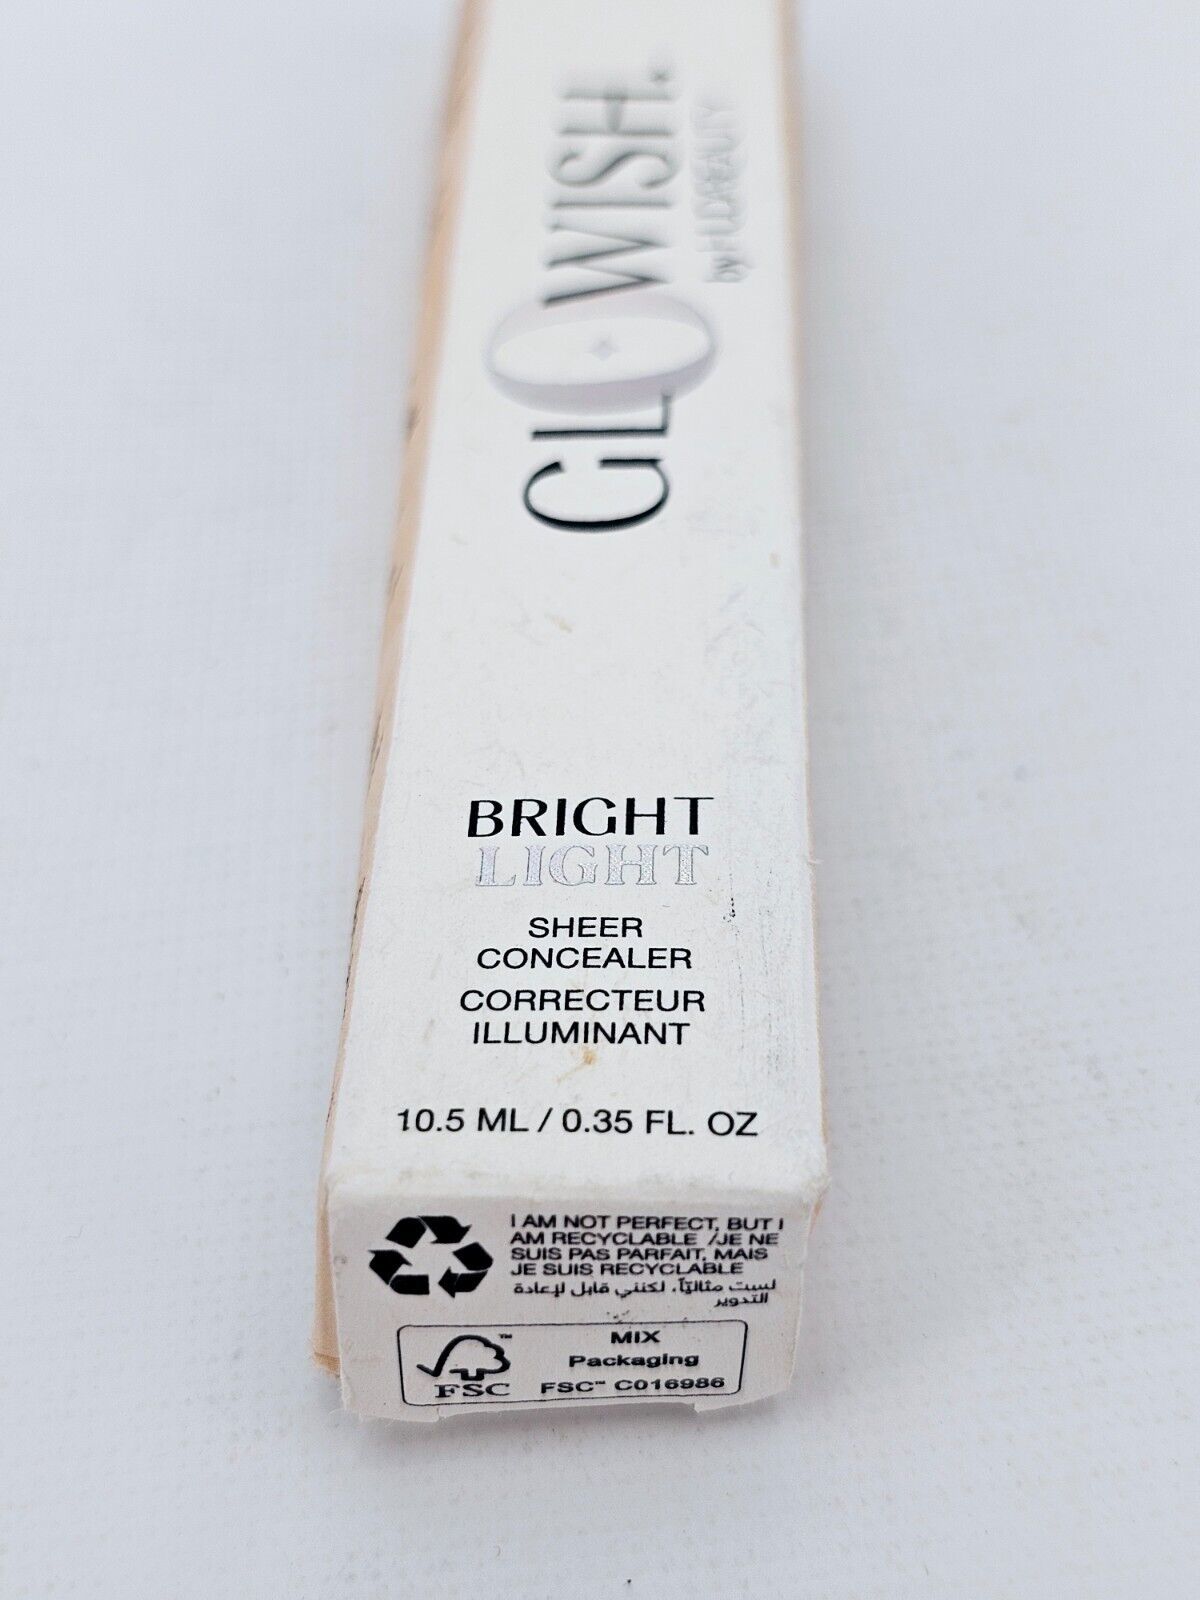 GLOWISH.
by HUDABEAUTY
BRIGHT
LIGHT
SHEER
CONCEALER
CORRECTEUR
ILLUMINANT
10.5 ML / 0.35 FL. OZ
I AM NOT PERFECT, BUT I
AM RECYCLABLE /JE NE
SUIS PAS PARFAIT, MAIS
JE SUIS RECYCLABLE
لست مثاليًا، لكنني قابل لإعادة
التدوير
FSC™
MIX
Packaging
FSC™ C016986